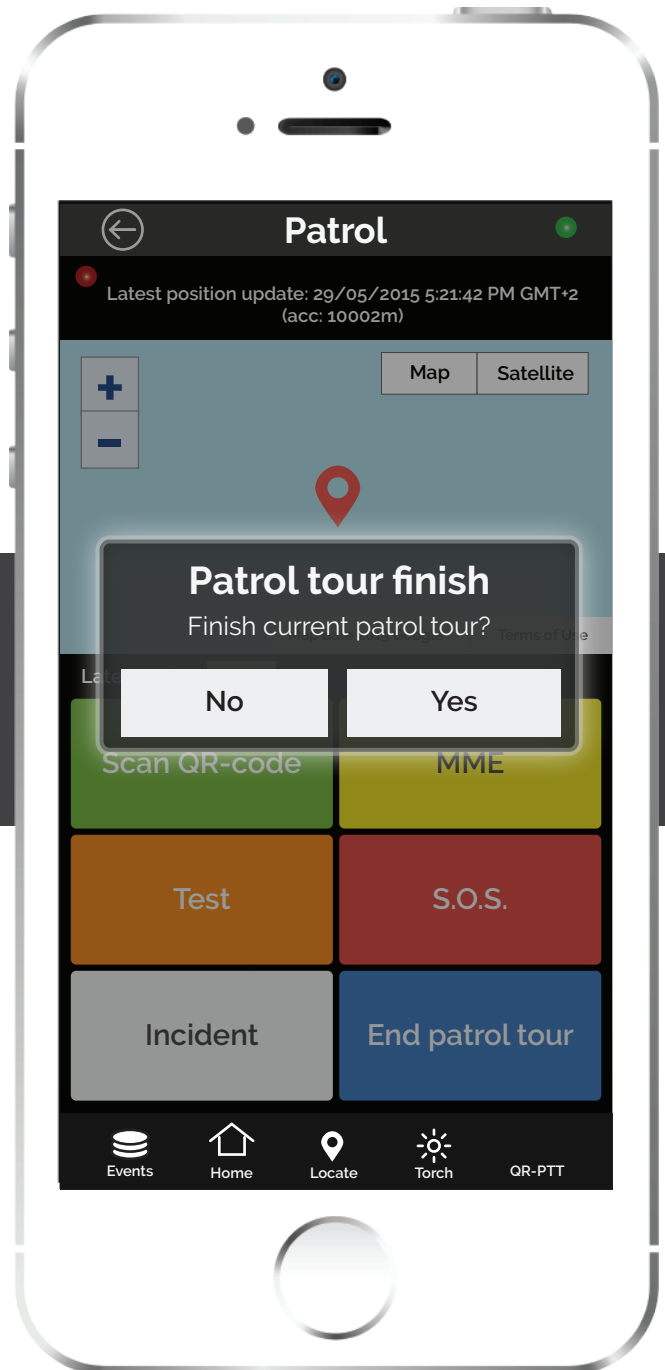 Patrol
Latest position update: 29/05/2015 5:21:42 PM GMT+2
(acc: 10002m)
Map
Satellite
Patrol tour finish
Finish current patrol tour?
Terms of Use
No
Yes
Scan QR-code
MME
Test
S.O.S.
Incident
End patrol tour
Events
Home
Locate
Torch
QR-PTT